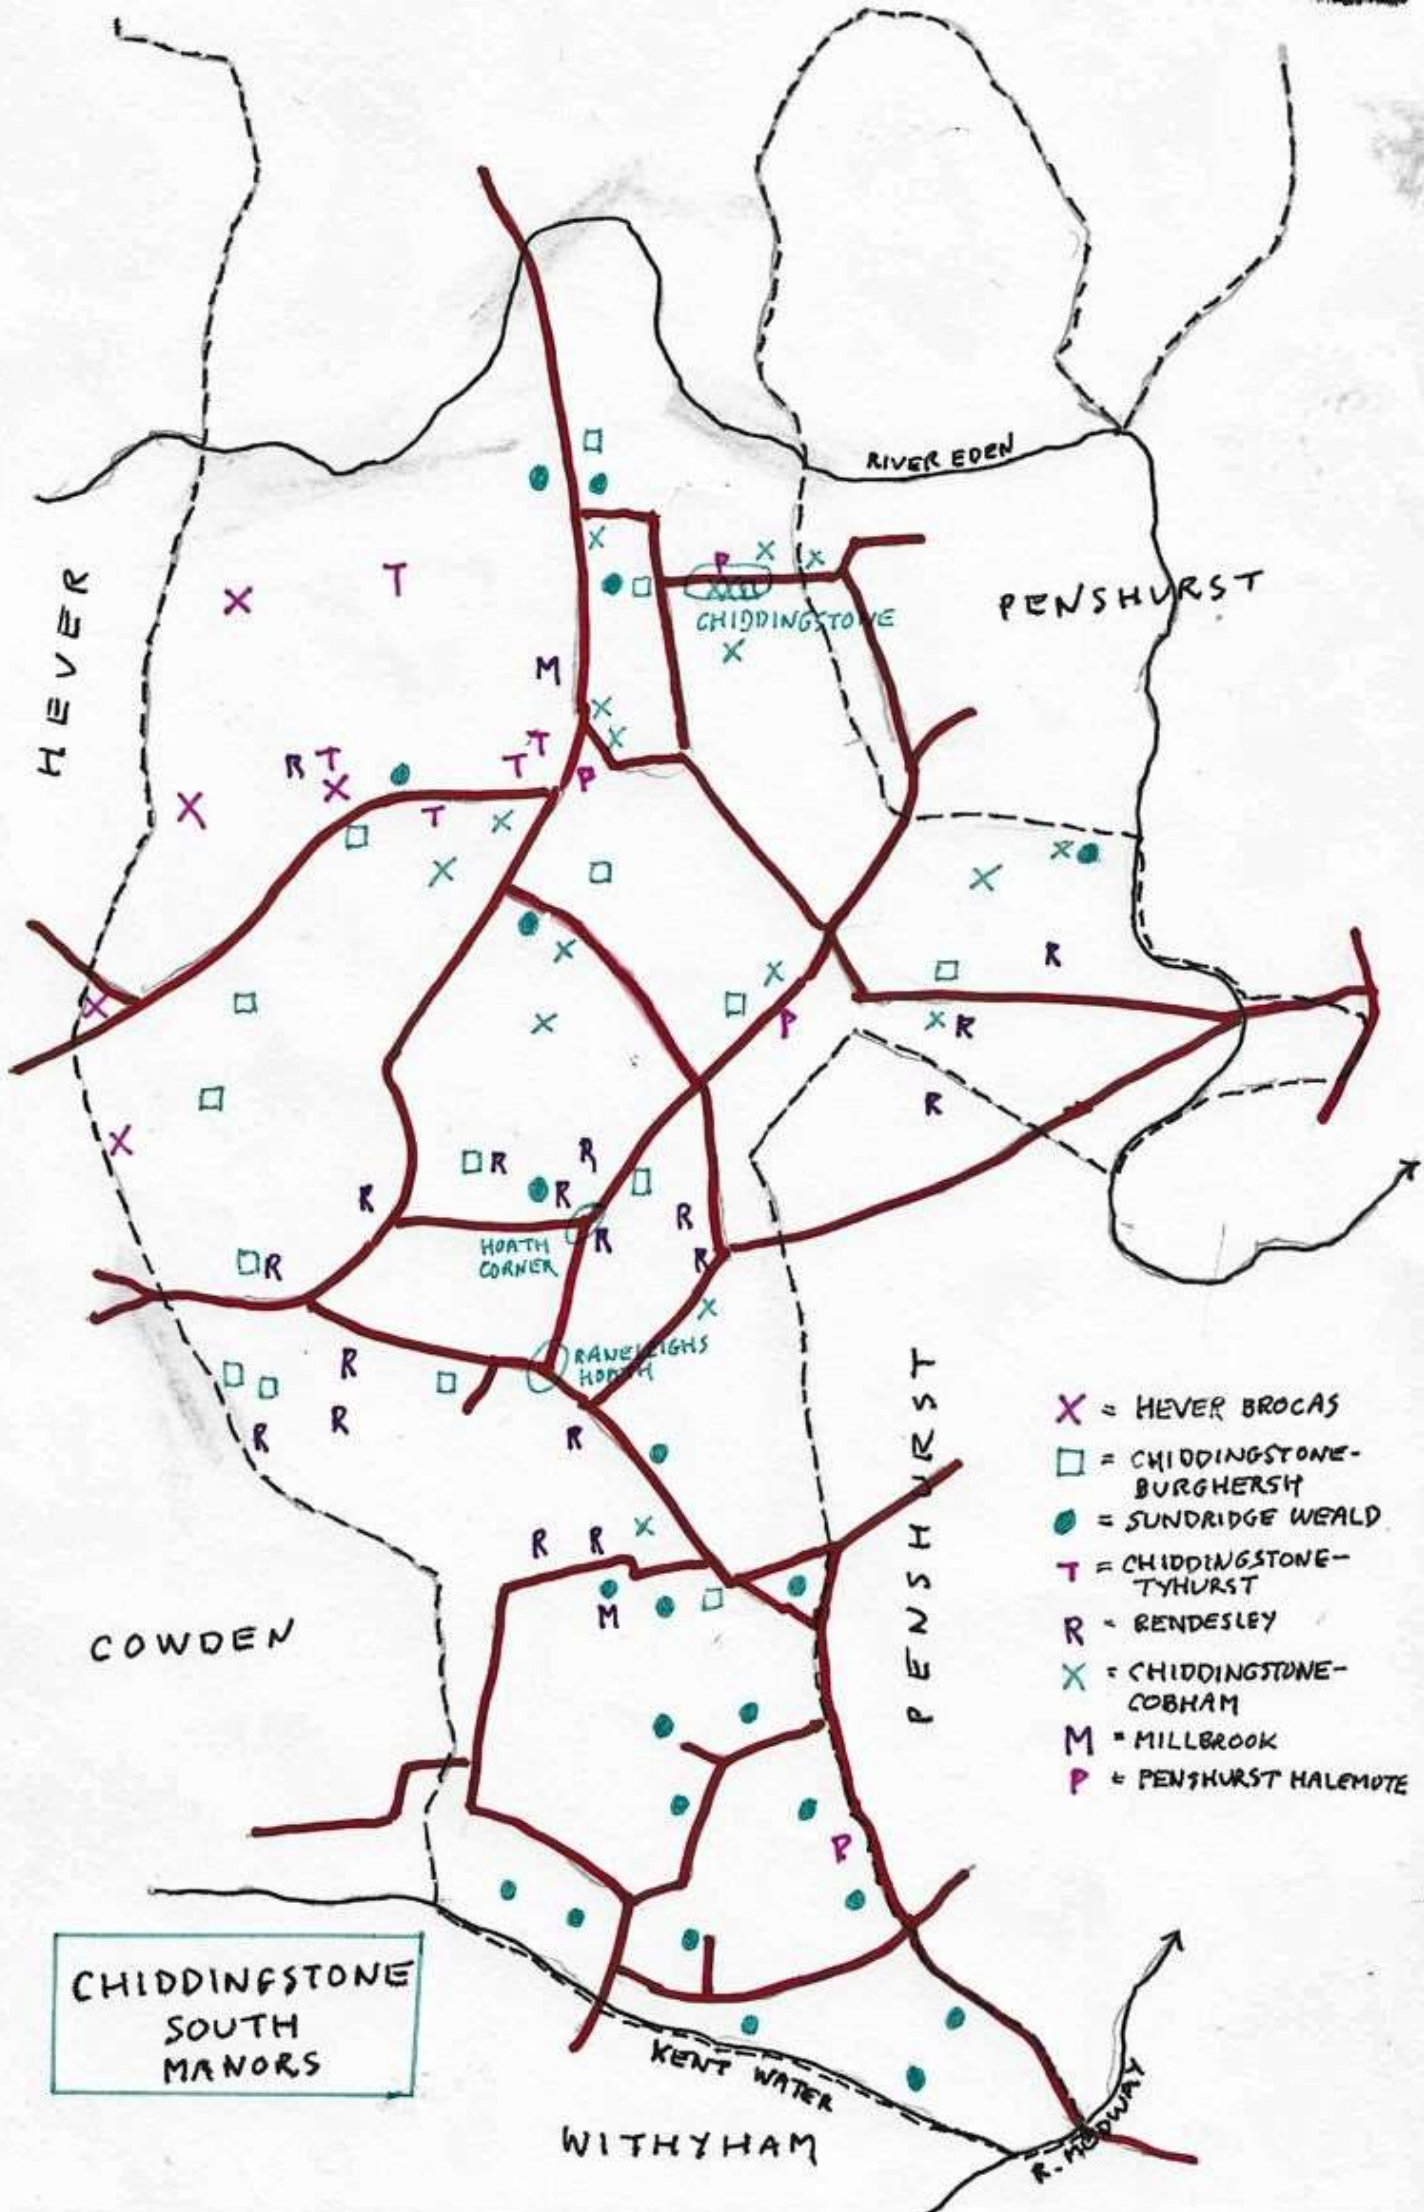 RIVER EDEN
HEVER
T
P
CHIDDINGSTONE
PENSHURST
M
T
T
P
R T
T
R
P
R
R
R
R
R
R
R
HOATH
CORNER
R
R
R
R
RANELEIGHS
HOATH
R
R
R
R
R R
M
COWDEN
PENSHURST
P
X = HEVER BROCAS
= CHIDDINGSTONE-
BURGHERSH
= SUNDRIDGE WEALD
T = CHIDDINGSTONE-
TYHURST
R = RENDESLEY
X = CHIDDINGSTONE-
COBHAM
M = MILLBROOK
P = PENSHURST HALEMOTE
CHIDDINGSTONE
SOUTH
MANORS
KENT WATER
WITHYHAM
R. MEDWAY